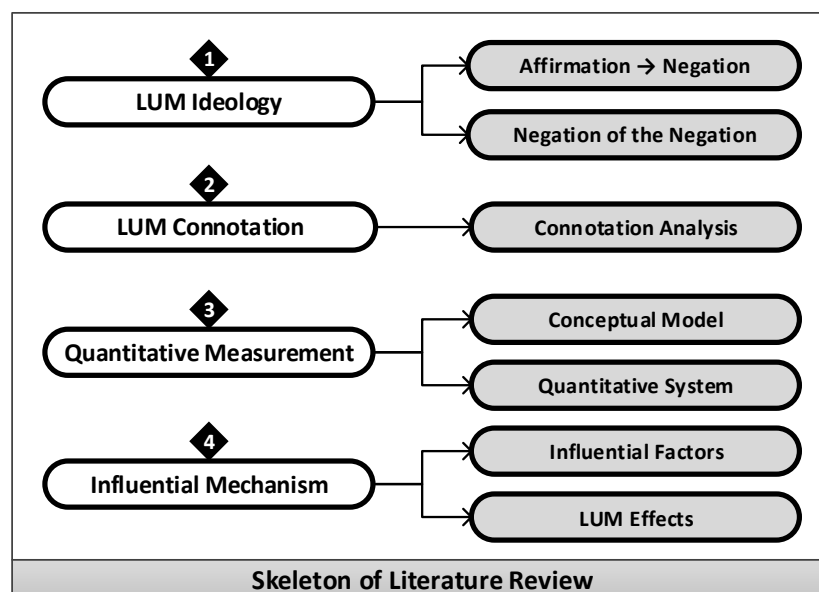 1
LUM Ideology
Affirmation → Negation
Negation of the Negation
2
LUM Connotation
Connotation Analysis
3
Quantitative Measurement
Conceptual Model
Quantitative System
4
Influential Mechanism
Influential Factors
LUM Effects
Skeleton of Literature Review